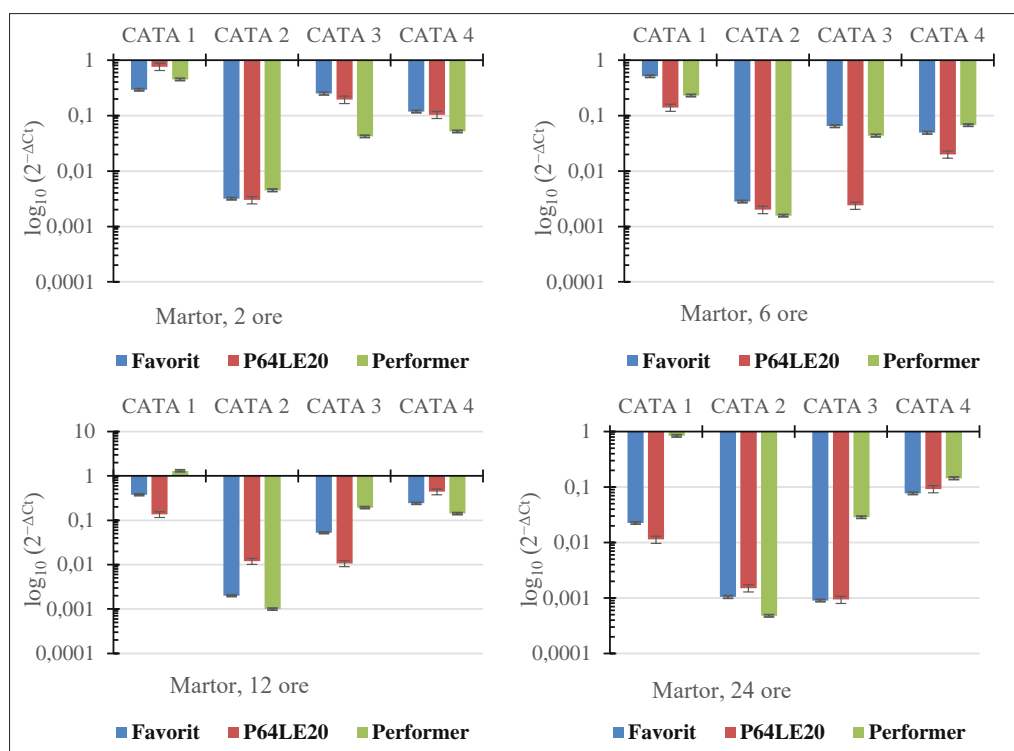 CATA 1 CATA 2 CATA 3 CATA 4
1
0,1
0,01
0,001
0,0001
log₁₀ (2⁻ΔCt)
Martor, 2 ore
Favorit P64LE20 Performer
CATA 1 CATA 2 CATA 3 CATA 4
1
0,1
0,01
0,001
0,0001
log₁₀ (2⁻ΔCt)
Martor, 6 ore
Favorit P64LE20 Performer
CATA 1 CATA 2 CATA 3 CATA 4
10
1
0,1
0,01
0,001
0,0001
log₁₀ (2⁻ΔCt)
Martor, 12 ore
Favorit P64LE20 Performer
CATA 1 CATA 2 CATA 3 CATA 4
1
0,1
0,01
0,001
0,0001
log₁₀ (2⁻ΔCt)
Martor, 24 ore
Favorit P64LE20 Performer